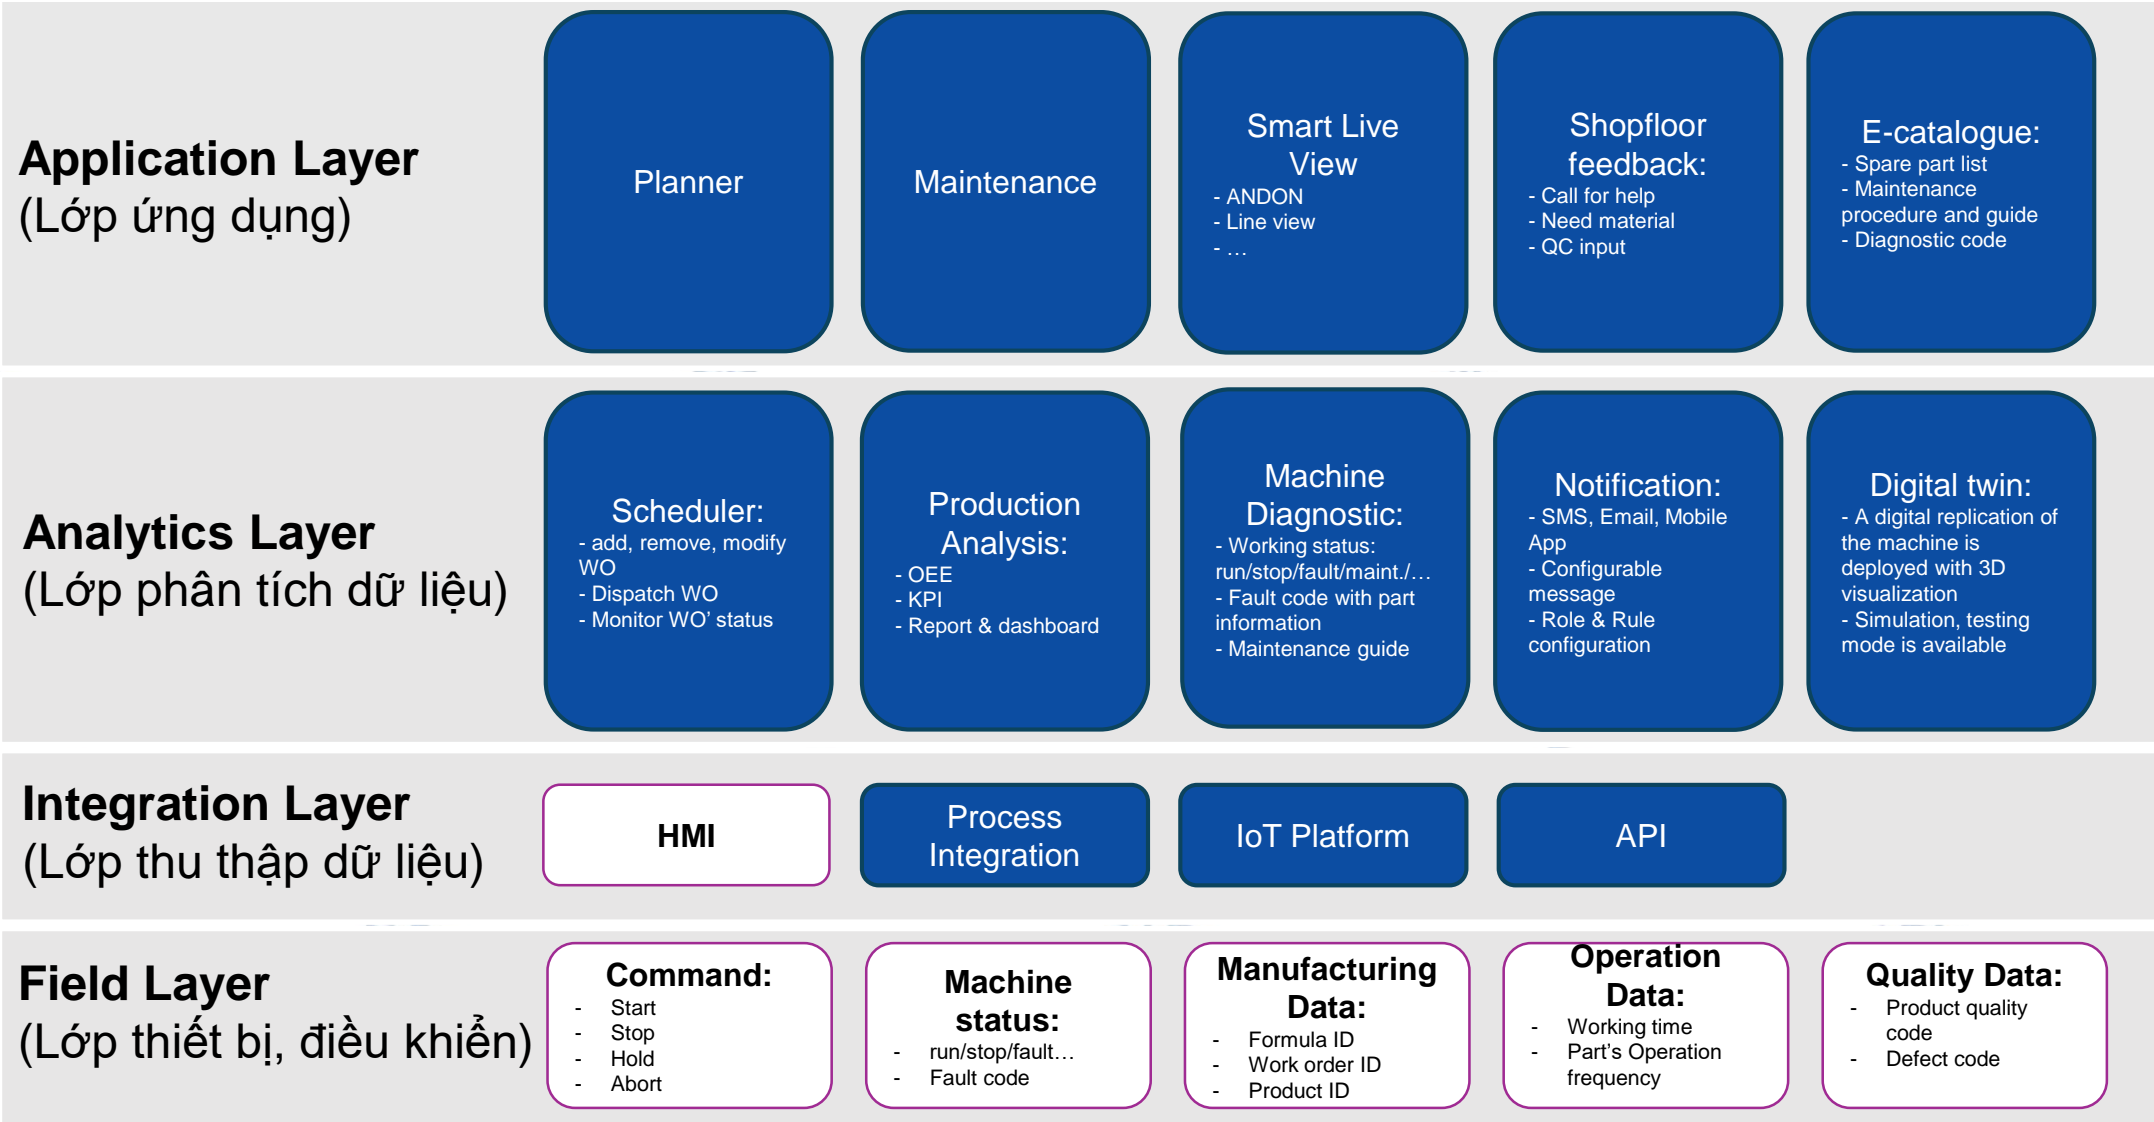 Application Layer
(Lớp ứng dụng)
Planner
Maintenance
Smart Live
View
- ANDON
- Line view
- …
Shopfloor
feedback:
- Call for help
- Need material
- QC input
E-catalogue:
- Spare part list
- Maintenance
procedure and guide
- Diagnostic code
Analytics Layer
(Lớp phân tích dữ liệu)
Scheduler:
- add, remove, modify
WO
- Dispatch WO
- Monitor WO’ status
Production
Analysis:
- OEE
- KPI
- Report & dashboard
Machine
Diagnostic:
- Working status:
run/stop/fault/maint./…
- Fault code with part
information
- Maintenance guide
Notification:
- SMS, Email, Mobile
App
- Configurable
message
- Role & Rule
configuration
Digital twin:
- A digital replication of
the machine is
deployed with 3D
visualization
- Simulation, testing
mode is available
Integration Layer
(Lớp thu thập dữ liệu)
HMI
Process
Integration
IoT Platform
API
Field Layer
(Lớp thiết bị, điều khiển)
Command:
- Start
- Stop
- Hold
- Abort
Machine
status:
- run/stop/fault…
- Fault code
Manufacturing
Data:
- Formula ID
- Work order ID
- Product ID
Operation
Data:
- Working time
- Part’s Operation
frequency
Quality Data:
- Product quality
code
- Defect code